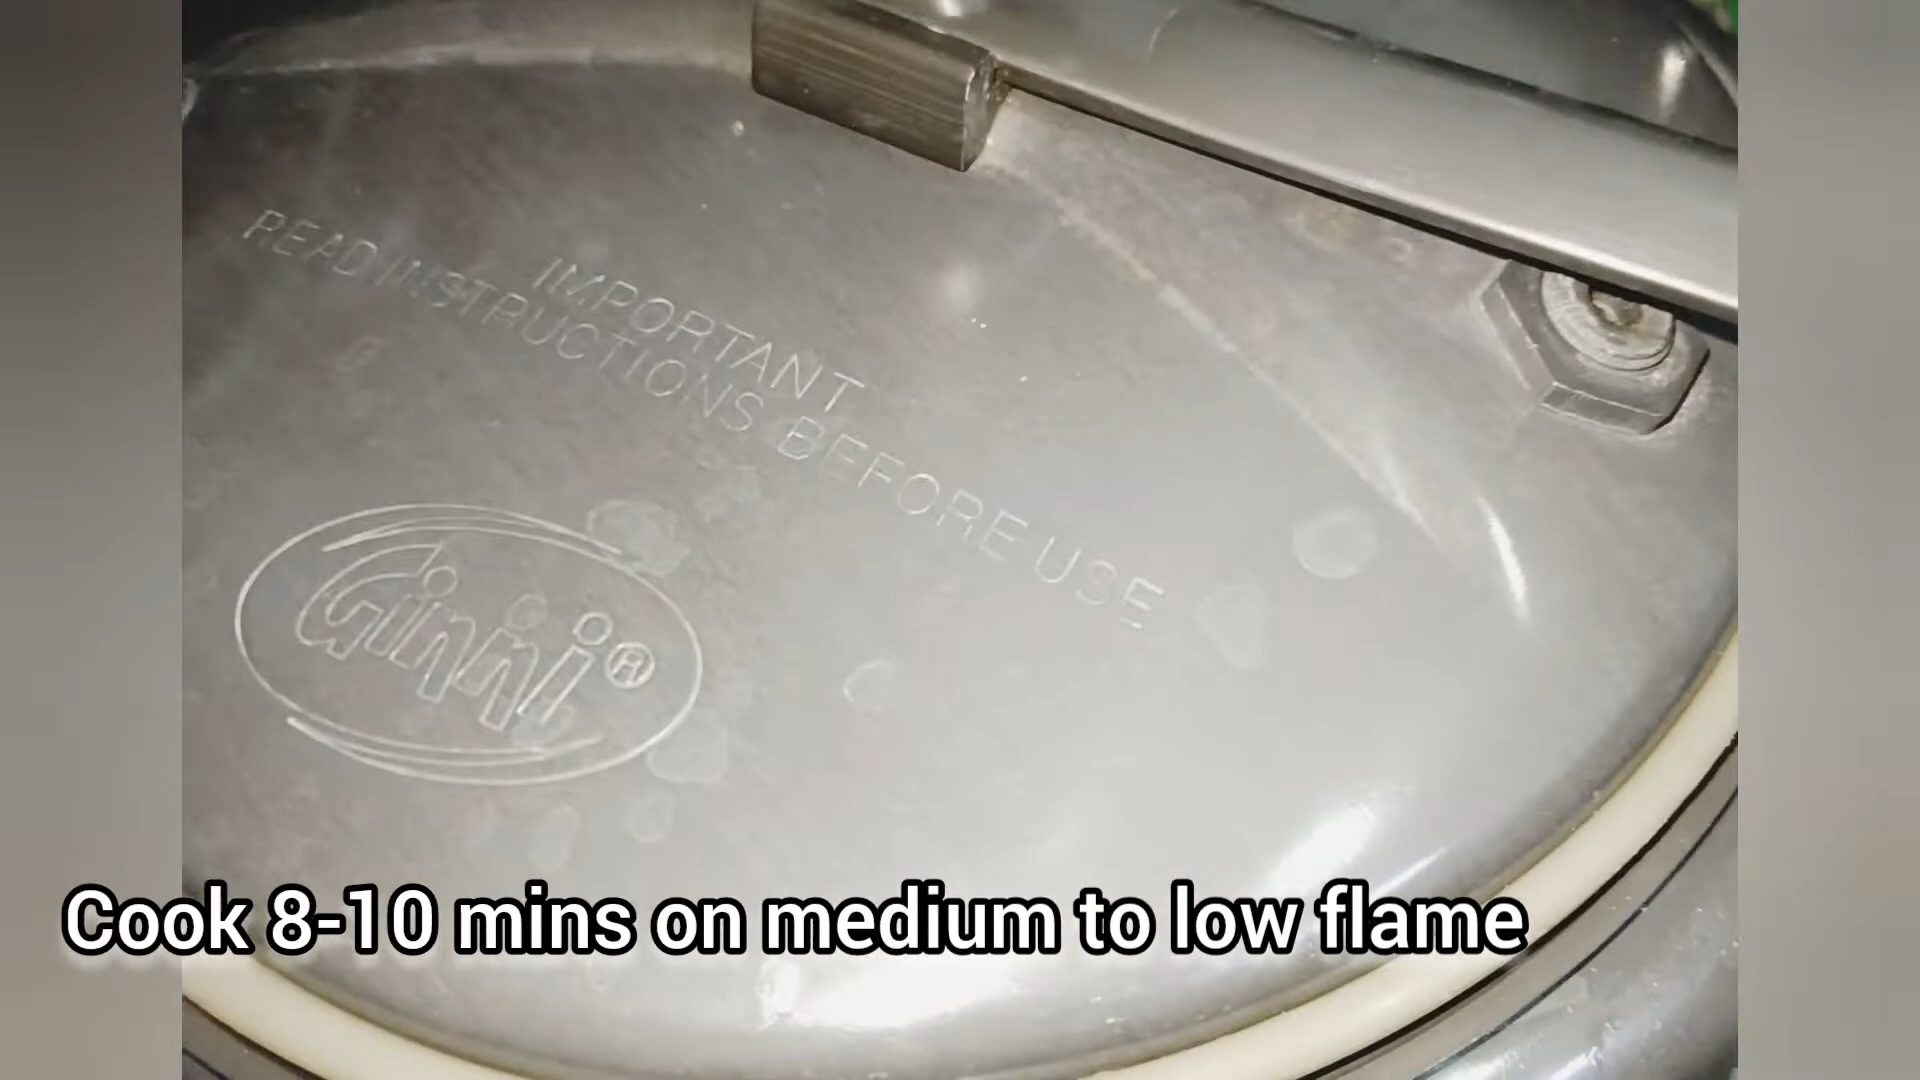 IMPORTANT
READ INSTRUCTIONS BEFORE USE
Ginni®
Cook 8-10 mins on medium to low flame